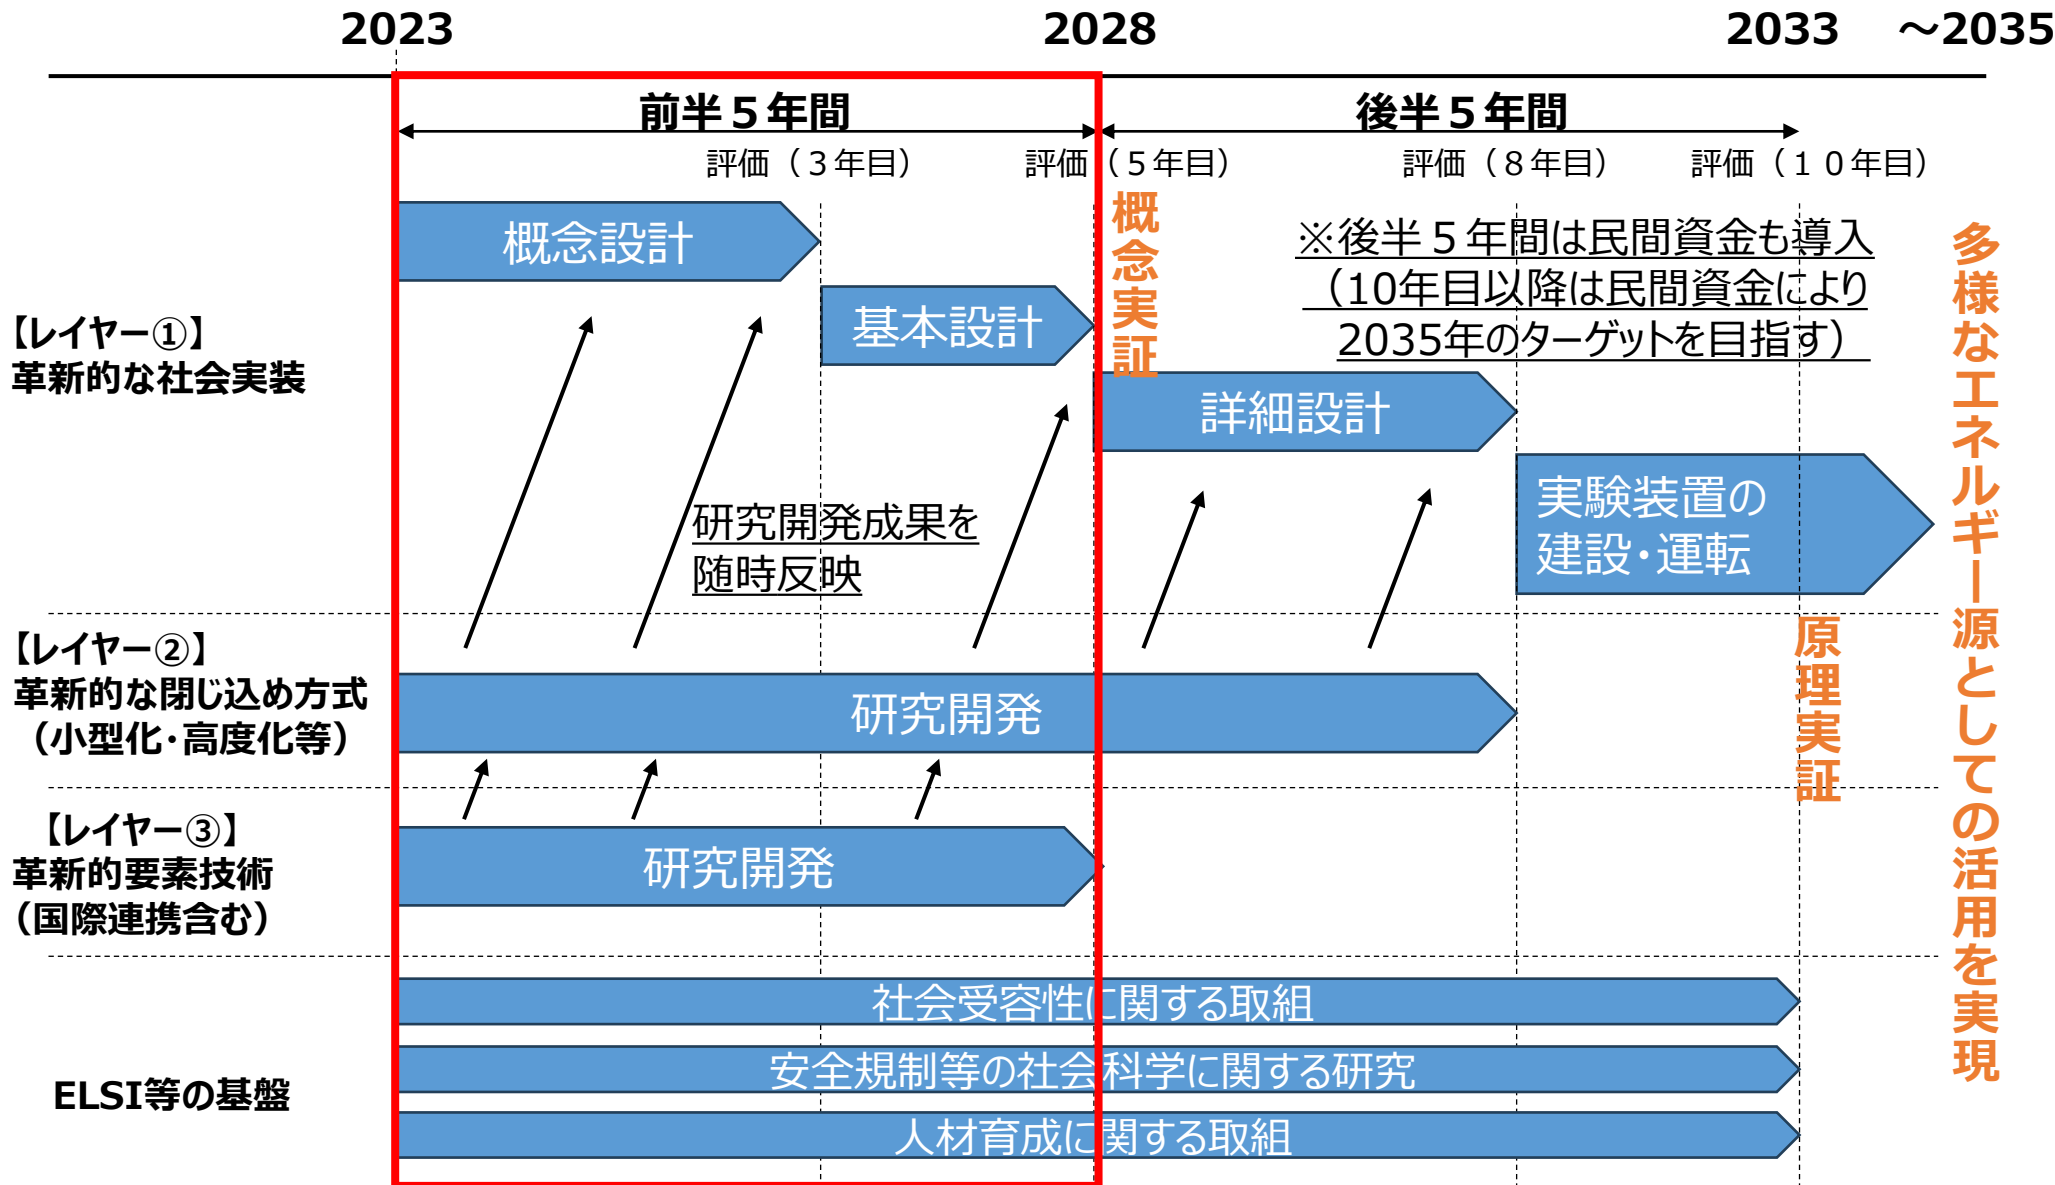 2023
2028
2033
～2035
前半５年間
後半５年間
評価（３年目）
評価（５年目）
評価（８年目）
評価（１０年目）
概念設計
基本設計
概念実証
※後半５年間は民間資金も導入
（10年目以降は民間資金により
2035年のターゲットを目指す）
【レイヤー①】
革新的な社会実装
詳細設計
実験装置の
建設・運転
研究開発成果を
随時反映
【レイヤー②】
革新的な閉じ込め方式
（小型化・高度化等）
研究開発
原理実証
【レイヤー③】
革新的要素技術
（国際連携含む）
研究開発
ELSI等の基盤
社会受容性に関する取組
安全規制等の社会科学に関する研究
人材育成に関する取組
多様なエネルギー源としての活用を実現